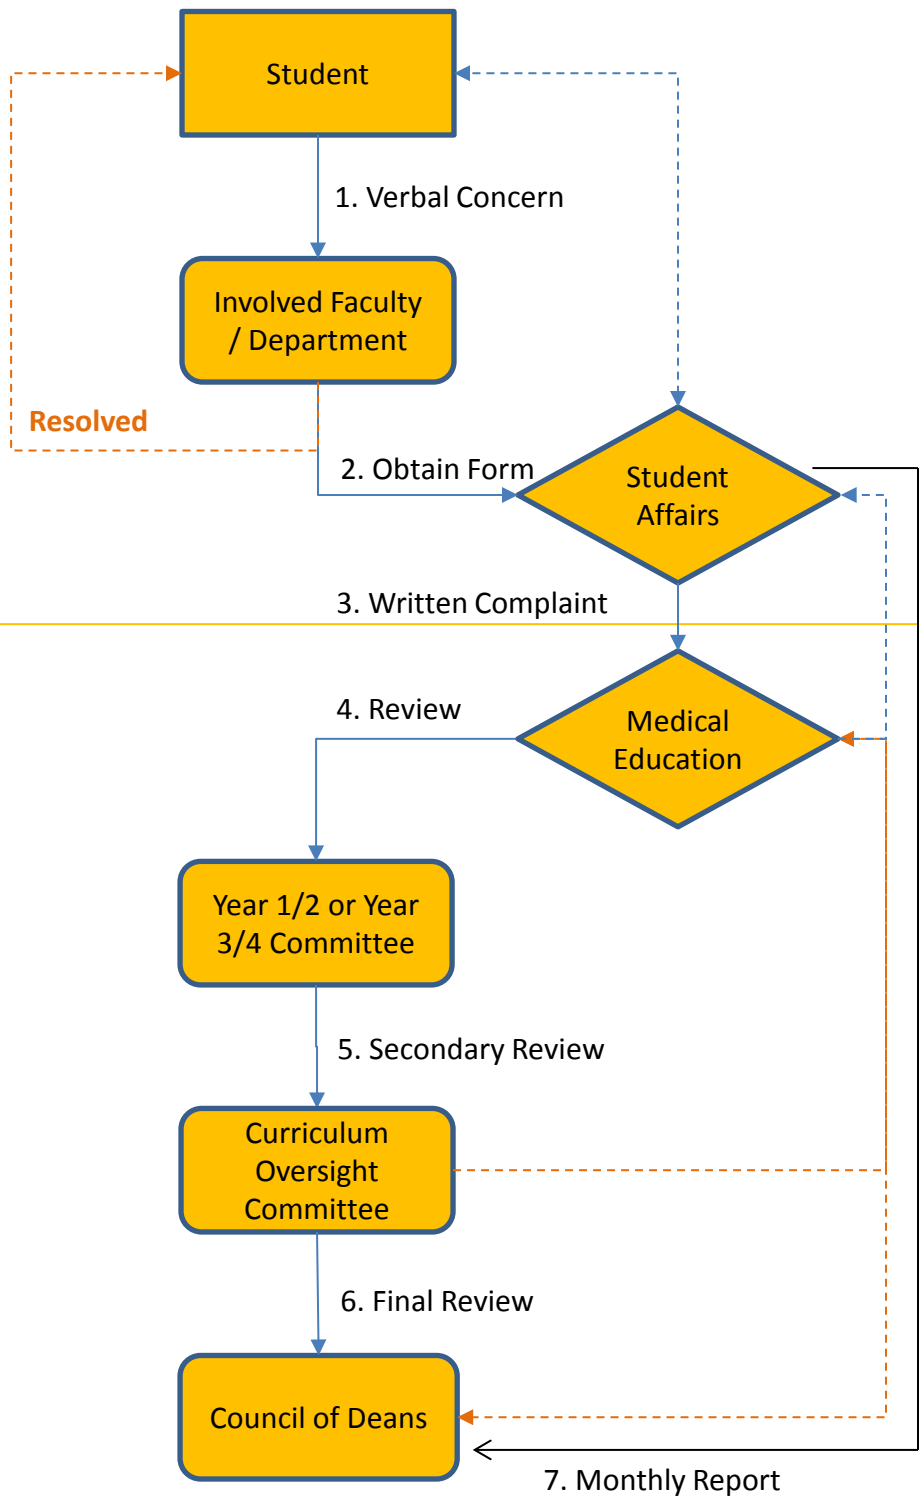 Student
1. Verbal Concern
Involved Faculty
/ Department
Resolved
2. Obtain Form
Student
Affairs
3. Written Complaint
4. Review
Medical
Education
Year 1/2 or Year
3/4 Committee
5. Secondary Review
Curriculum
Oversight
Committee
6. Final Review
Council of Deans
7. Monthly Report